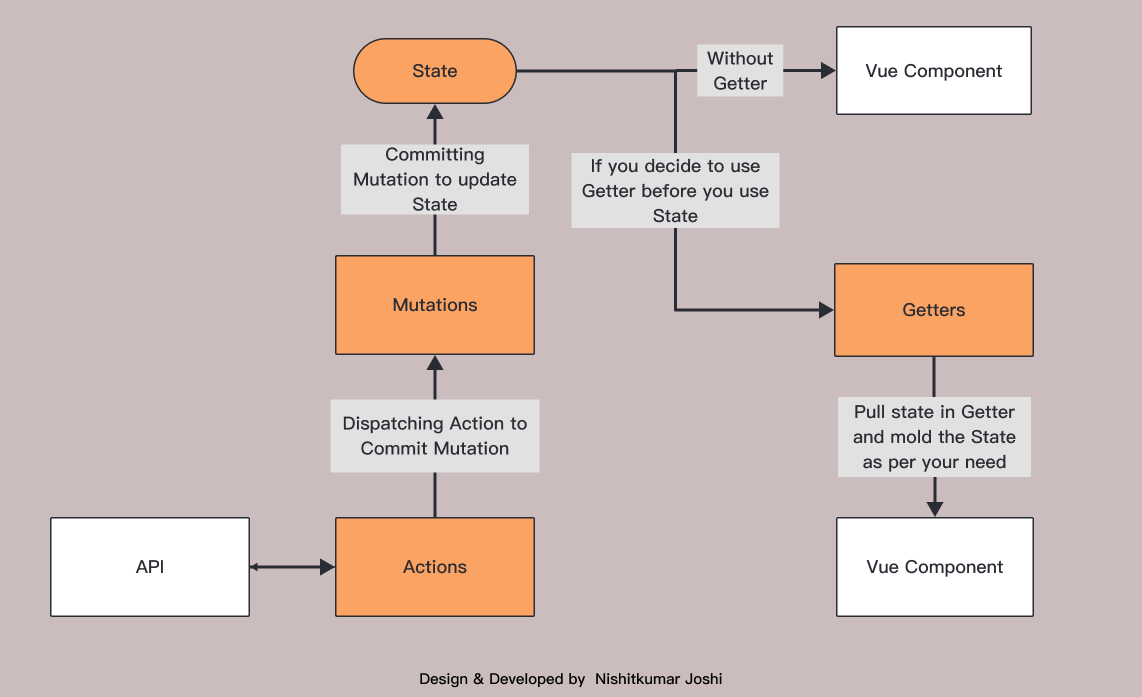 State
Without
Getter
Vue Component
Committing
Mutation to update
State
If you decide to use
Getter before you use
State
Mutations
Getters
Dispatching Action to
Commit Mutation
Pull state in Getter
and mold the State
as per your need
API
Actions
Vue Component
Design & Developed by  Nishitkumar Joshi